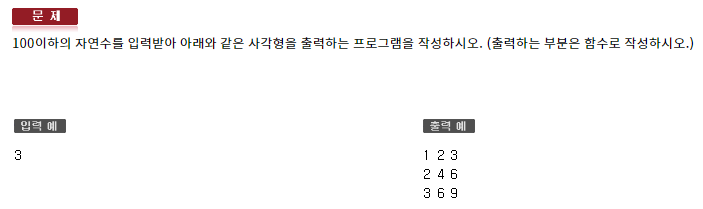 문 제
100이하의 자연수를 입력받아 아래와 같은 사각형을 출력하는 프로그램을 작성하시오. (출력하는 부분은 함수로 작성하시오.)
입력 예
3
출력 예
1 2 3
2 4 6
3 6 9